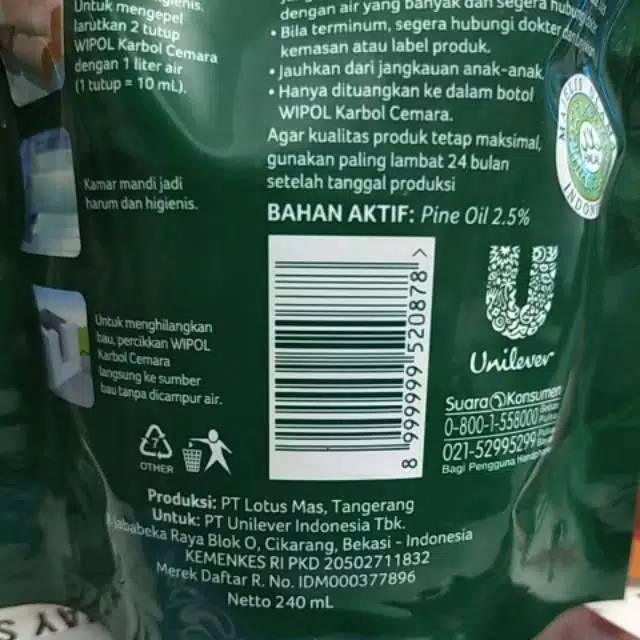 Untuk mengepel
larutkan 2 tutup
WIPOL Karbol Cemara
dengan 1 liter air
(1 tutup = 10 mL).
Kamar mandi jadi
harum dan higienis.
Untuk menghilangkan
bau, percikkan WIPOL
Karbol Cemara
langsung ke sumber
bau tanpa dicampur air.
7
OTHER
dengan air yang banyak dan segera hubungi
• Bila terminum, segera hubungi dokter
kemasan atau label produk.
• Jauhkan dari jangkauan anak-anak
• Hanya dituangkan ke dalam botol
WIPOL Karbol Cemara.
Agar kualitas produk tetap maksimal,
gunakan paling lambat 24 bulan
setelah tanggal produksi
BAHAN AKTIF: Pine Oil 2.5%
8 999999 520878 >
Unilever
Suara Konsumen
0-800-1-558000
021-52995299
Bagi Pengguna
Produksi: PT Lotus Mas, Tangerang
Untuk: PT Unilever Indonesia Tbk.
Jababeka Raya Blok O, Cikarang, Bekasi - Indonesia
KEMENKES RI PKD 20502711832
Merek Daftar R. No. IDM000377896
Netto 240 mL